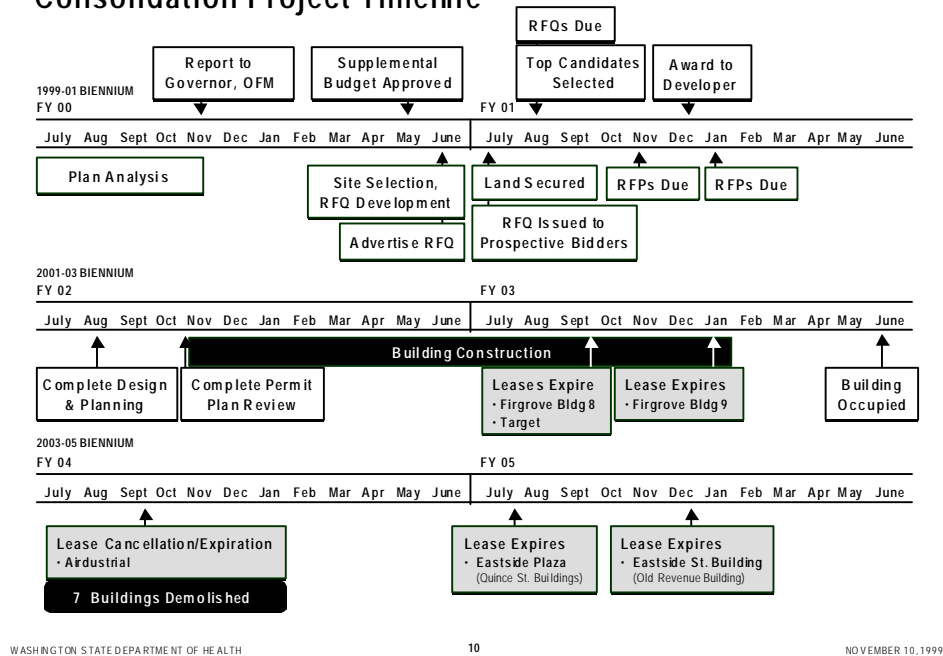 Consolidation Project Timeline
RFQs Due
Report to
Governor, OFM
Supplemental
Budget Approved
Top Candidates
Selected
Award to
Developer
1999-01 BIENNIUM
FY 00
FY 01
July Aug Sept Oct Nov Dec Jan Feb Mar Apr May June July Aug Sept Oct Nov Dec Jan Feb Mar Apr May June
Plan Analysis
Site Selection,
RFQ Development
Land Secured
RFPs Due
RFPs Due
Advertise RFQ
RFQ Issued to
Prospective Bidders
2001-03 BIENNIUM
FY 02
FY 03
July Aug Sept Oct Nov Dec Jan Feb Mar Apr May June July Aug Sept Oct Nov Dec Jan Feb Mar Apr May June
Building Construction
Complete Design
& Planning
Complete Permit
Plan Review
Leases Expire
• Firgrove Bldg 8
• Target
Lease Expires
• Firgrove Bldg 9
Building
Occupied
2003-05 BIENNIUM
FY 04
FY 05
July Aug Sept Oct Nov Dec Jan Feb Mar Apr May June July Aug Sept Oct Nov Dec Jan Feb Mar Apr May June
Lease Cancellation/Expiration
• Airdustrial
7 Buildings Demolished
Lease Expires
• Eastside Plaza
(Quince St. Buildings)
Lease Expires
• Eastside St. Building
(Old Revenue Building)
WASHINGTON STATE DEPARTMENT OF HEALTH
10
NOVEMBER 10, 1999